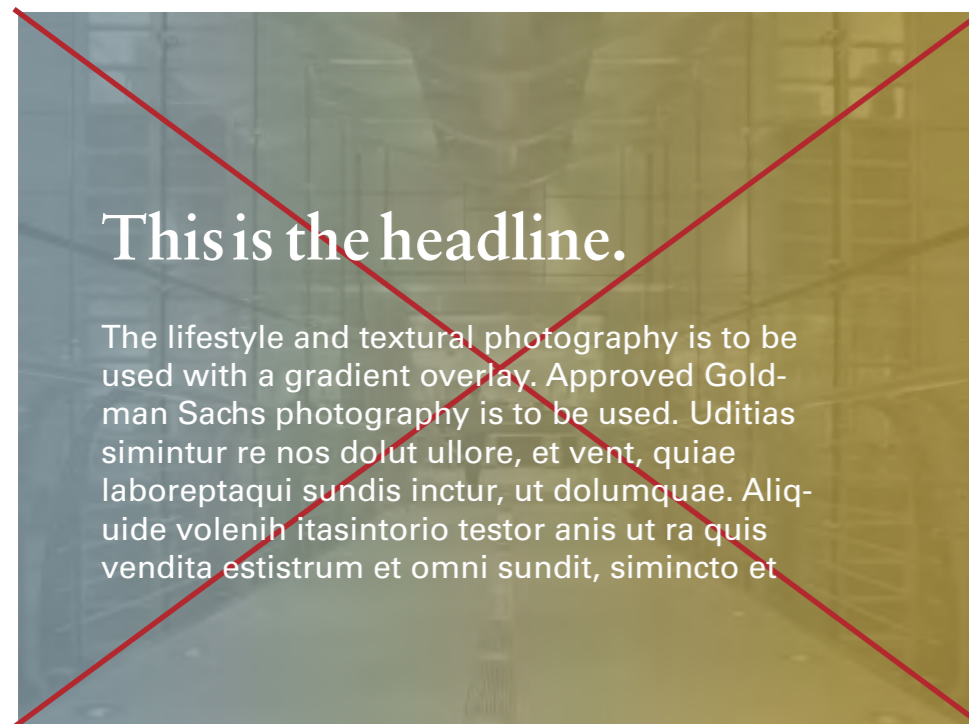 This is the headline.
The lifestyle and textural photography is to be
used with a gradient overlay. Approved Gold-
man Sachs photography is to be used. Uditias
simintur re nos dolut ullore, et vent, quiae
laboreptaqui sundis inctur, ut dolumquae. Aliq-
uide volenih itasintorio testor anis ut ra quis
vendita estistrum et omni sundit, simincto et